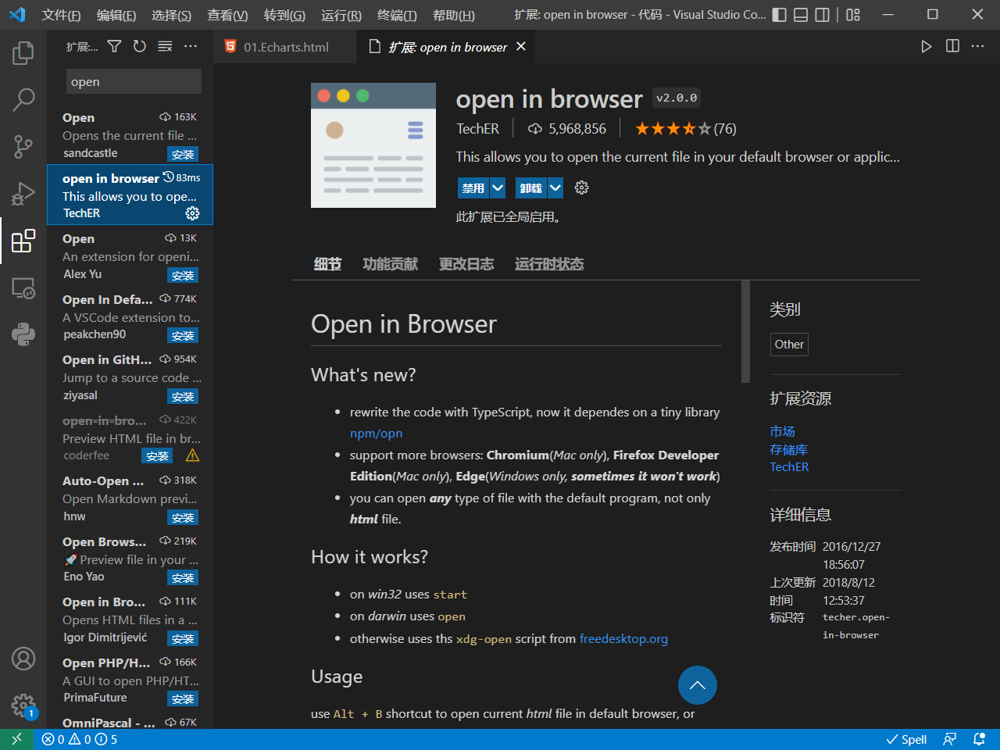 文件(F) 编辑(E) 选择(S) 查看(V) 转到(G) 运行(R) 终端(T) 帮助(H) 扩展: open in browser - 代码 - Visual Studio Co...
扩展:...
01.Echarts.html
扩展: open in browser
open
Open 163K
Opens the current file ...
sandcastle 安装
open in browser 83ms
This allows you to ope...
TechER
Open 13K
An extension for openi...
Alex Yu 安装
Open In Defa... 774K
A VSCode extension to...
peakchen90 安装
Open in GitH... 954K
Jump to a source code ...
ziyasal 安装
open-in-bro... 422K
Preview HTML file in br...
coderfee 安装
Auto-Open ... 318K
Open Markdown previ...
hnw 安装
Open Brows... 219K
🚀Preview file in your ...
Eno Yao 安装
Open in Bro... 111K
Opens HTML files in a ...
Igor Dimitrijević 安装
Open PHP/H... 166K
A GUI to open PHP/HT...
PrimaFuture 安装
OmniPascal - ... 67K
open in browser v2.0.0
TechER 5,968,856 (76)
This allows you to open the current file in your default browser or applic...
禁用 卸载
此扩展已全局启用。
细节 功能贡献 更改日志 运行时状态
Open in Browser
What's new?
• rewrite the code with TypeScript, now it dependes on a tiny library
npm/opn
• support more browsers: Chromium(Mac only), Firefox Developer
Edition(Mac only), Edge(Windows only, sometimes it won't work)
• you can open any type of file with the default program, not only
html file.
How it works?
• on win32 uses start
• on darwin uses open
• otherwise uses ths xdg-open script from freedesktop.org
Usage
use Alt + B shortcut to open current html file in default browser, or
类别
Other
扩展资源
市场
存储库
TechER
详细信息
发布时间 2016/12/27
18:56:07
上次更新 2018/8/12
时间 12:53:37
标识符 techer.open-
in-browser
1
0 0 5
Spell